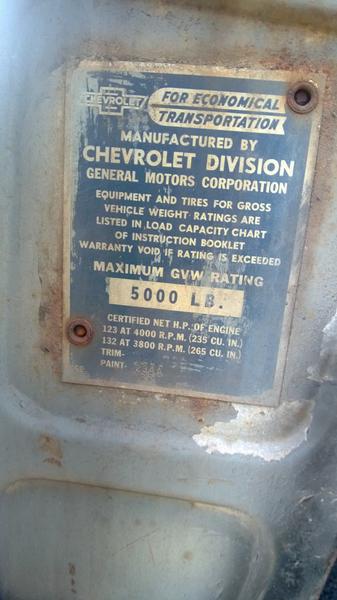 CHEVROLET
FOR ECONOMICAL
TRANSPORTATION
MANUFACTURED BY
CHEVROLET DIVISION
GENERAL MOTORS CORPORATION
EQUIPMENT AND TIRES FOR GROSS
VEHICLE WEIGHT RATINGS ARE
LISTED IN LOAD CAPACITY CHART
OF INSTRUCTION BOOKLET
WARRANTY VOID IF RATING IS EXCEEDED
MAXIMUM GVW RATING
5000 LB.
CERTIFIED NET H.P. OF ENGINE
123 AT 4000 R.P.M. (235 CU. IN.)
132 AT 3800 R.P.M. (265 CU. IN.)
TRIM-
PAINT-